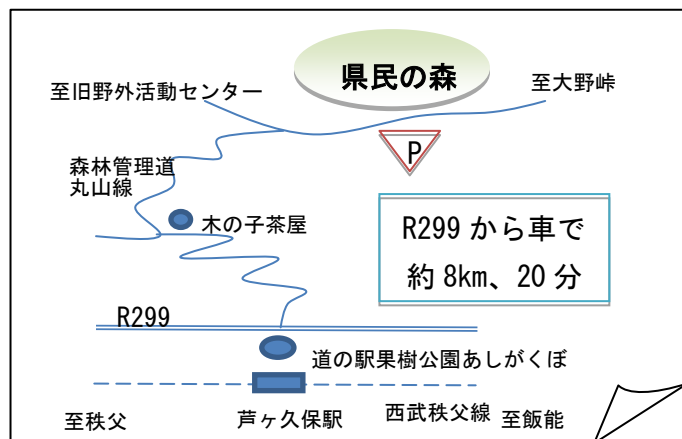 県民の森
至旧野外活動センター
至大野峠
P
森林管理道
丸山線
木の子茶屋
R299 から車で
約 8km、20 分
R299
道の駅果樹公園あしがくぼ
至秩父
芦ヶ久保駅
西武秩父線
至飯能